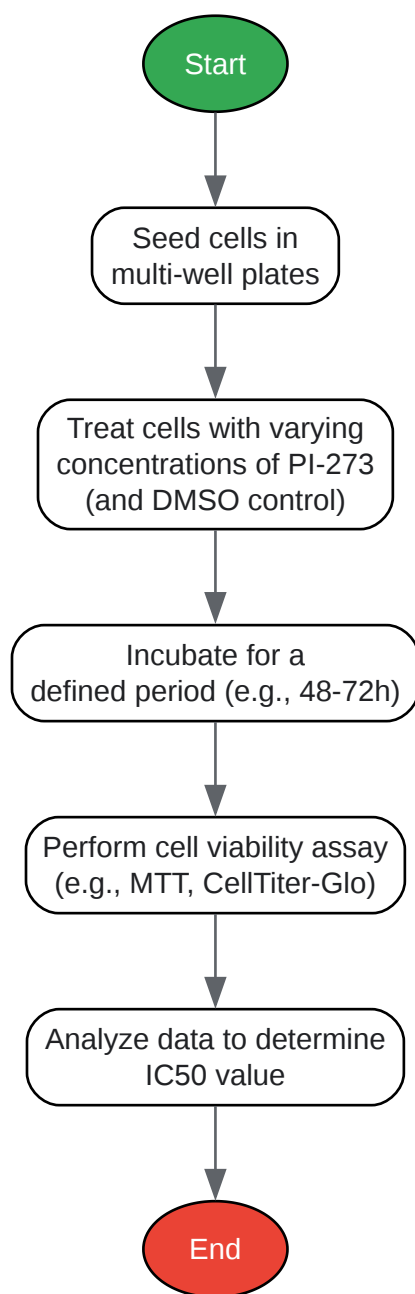 Start
Seed cells in
multi-well plates
Treat cells with varying
concentrations of PI-273
(and DMSO control)
Incubate for a
defined period (e.g., 48-72h)
Perform cell viability assay
(e.g., MTT, CellTiter-Glo)
Analyze data to determine
IC50 value
End